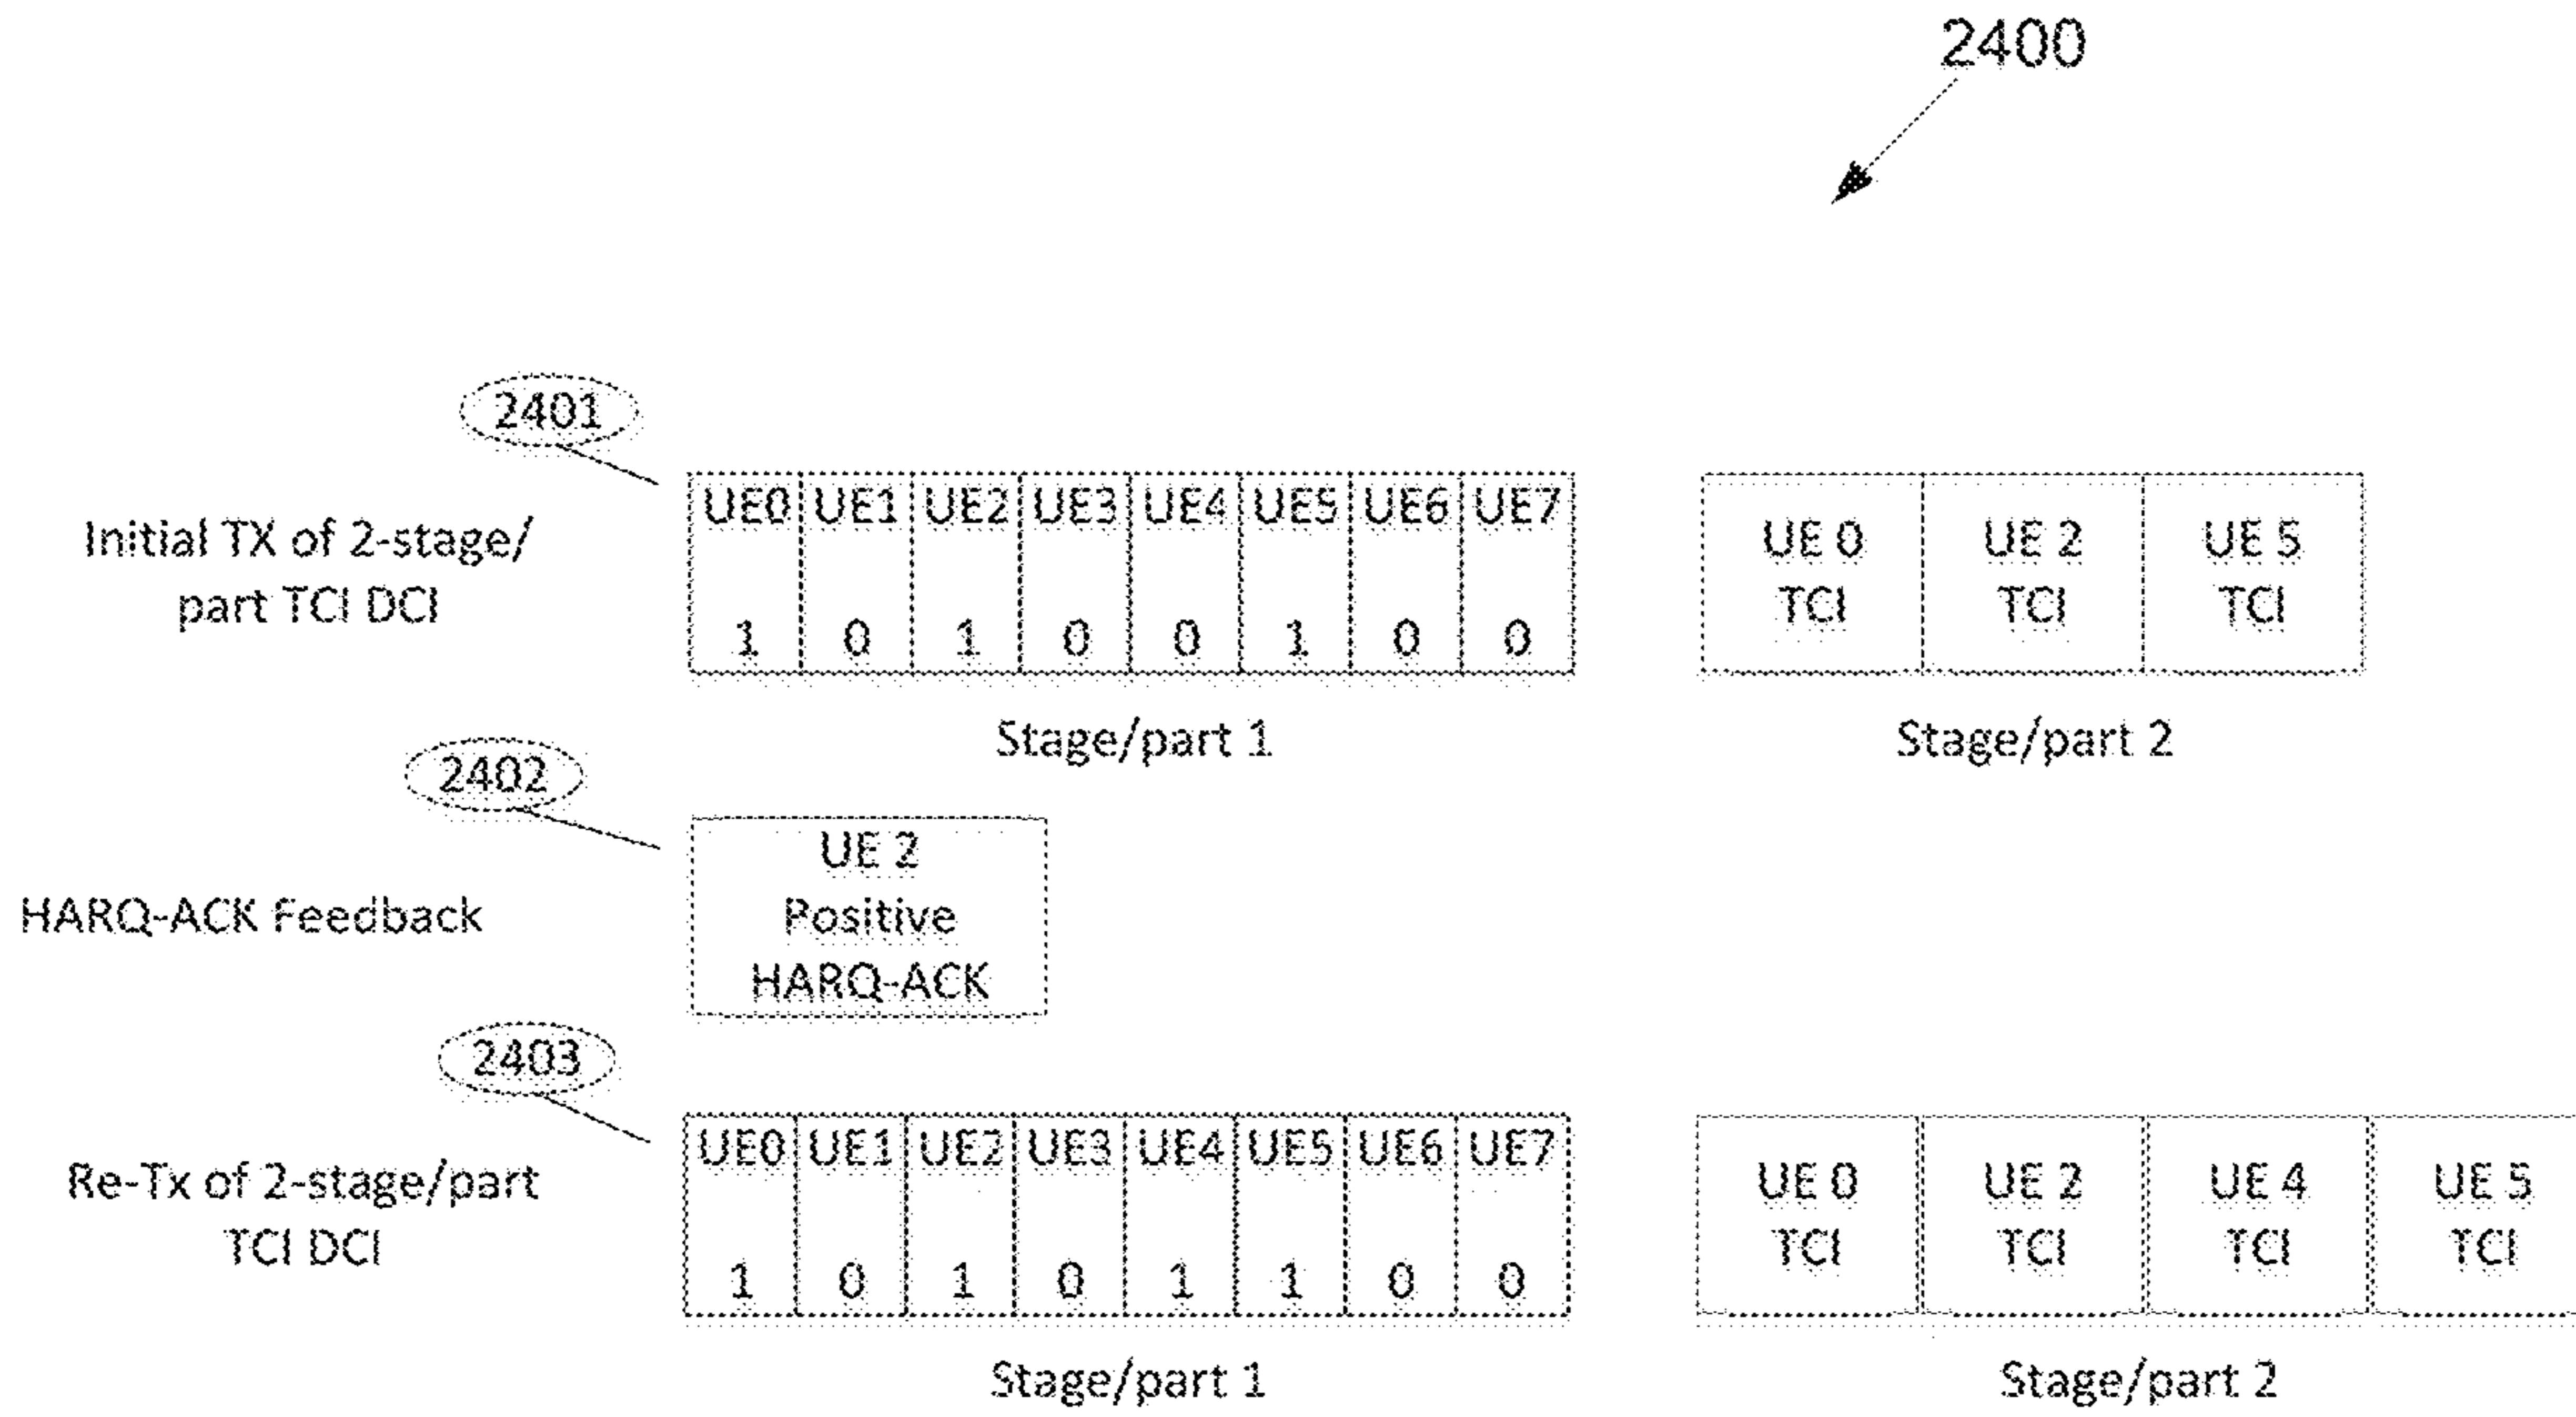 2400
2401
Initial TX of 2-stage/
part TCI DCI
UE0 UE1 UE2 UE3 UE4 UE5 UE6 UE7
1 0 1 0 0 1 0 0
UE 0 UE 2 UE 5
TCI TCI TCI
Stage/part 1 Stage/part 2
2402
HARQ-ACK Feedback
UE 2
Positive
HARQ-ACK
2403
Re-Tx of 2-stage/part
TCI DCI
UE0 UE1 UE2 UE3 UE4 UE5 UE6 UE7
1 0 1 0 1 1 0 0
UE 0 UE 2 UE 4 UE 5
TCI TCI TCI TCI
Stage/part 1 Stage/part 2